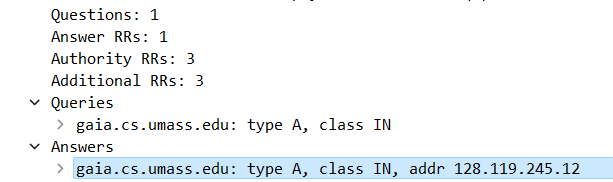 Questions: 1
Answer RRs: 1
Authority RRs: 3
Additional RRs: 3
Queries
gaia.cs.umass.edu: type A, class IN
Answers
gaia.cs.umass.edu: type A, class IN, addr 128.119.245.12